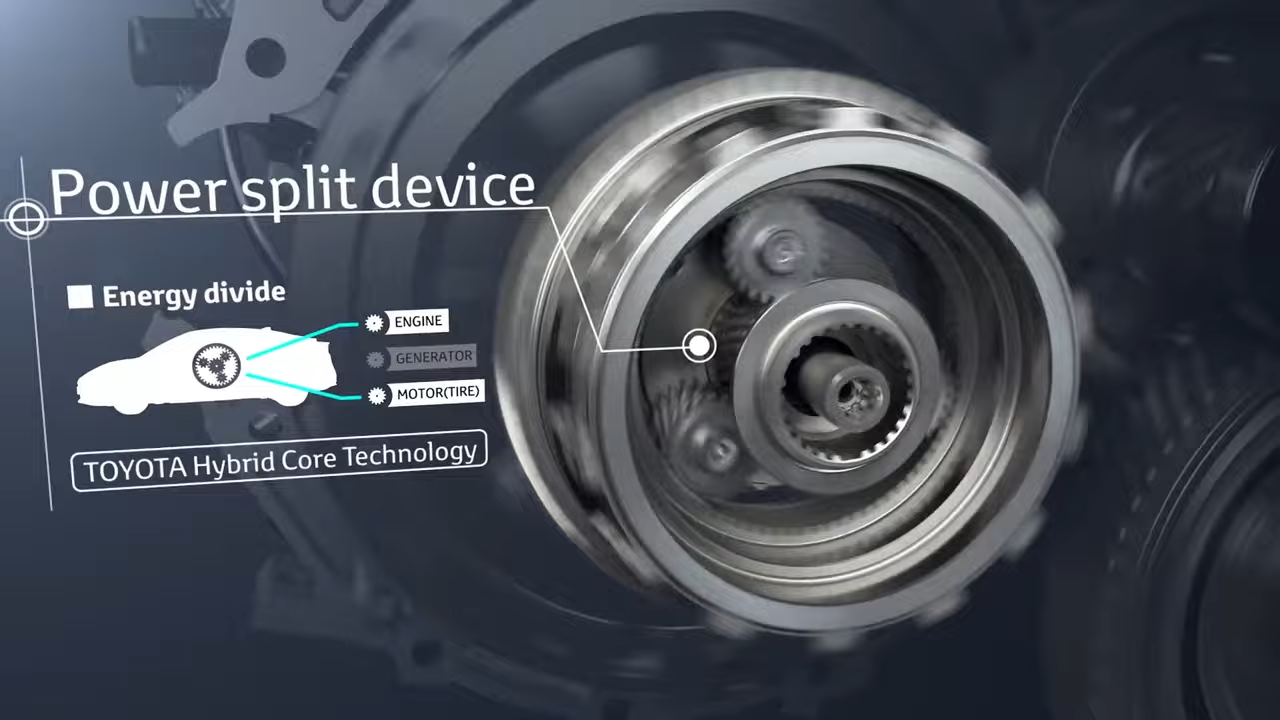 Power split device
Energy divide
ENGINE
GENERATOR
MOTOR(TIRE)
TOYOTA Hybrid Core Technology